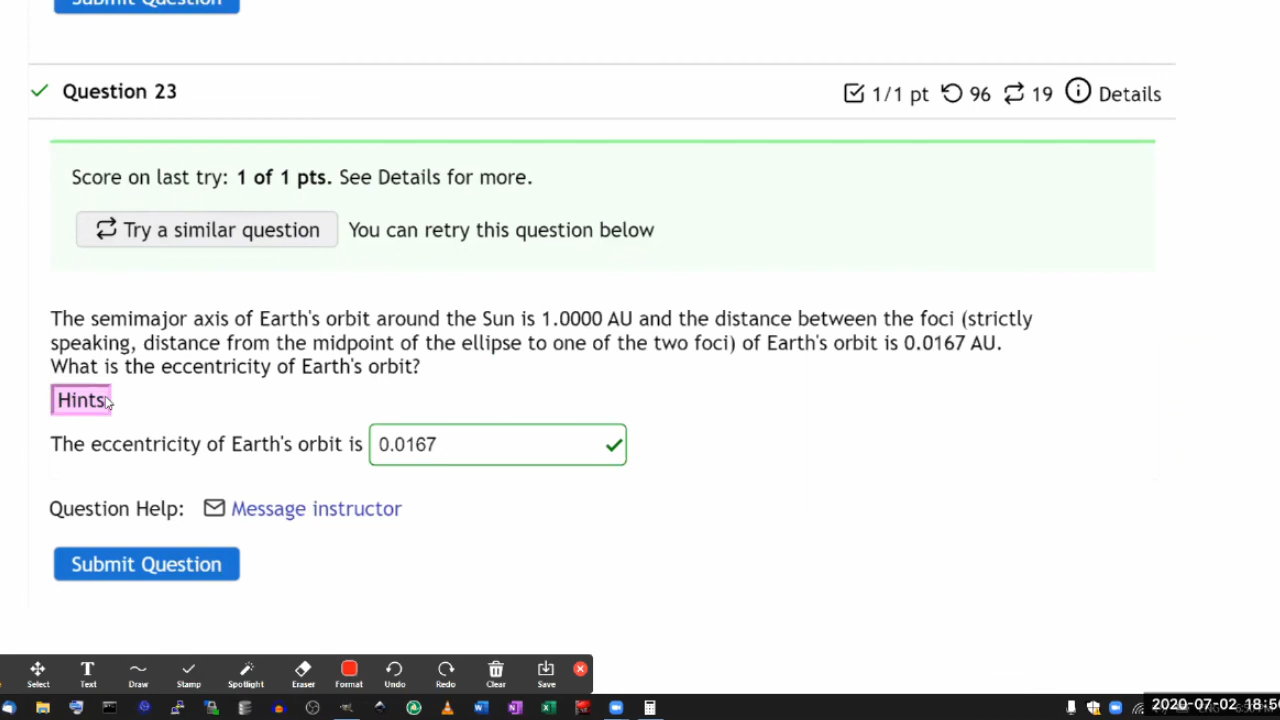 Submit Question
Question 23
1/1 pt 96 19 Details
Score on last try: 1 of 1 pts. See Details for more.
Try a similar question You can retry this question below
The semimajor axis of Earth's orbit around the Sun is 1.0000 AU and the distance between the foci (strictly
speaking, distance from the midpoint of the ellipse to one of the two foci) of Earth's orbit is 0.0167 AU.
What is the eccentricity of Earth's orbit?
Hints
The eccentricity of Earth's orbit is 0.0167
Question Help: Message instructor
Submit Question
Select Text Draw Stamp Spotlight Eraser Format Undo Redo Clear Save
2020-07-02 18:5